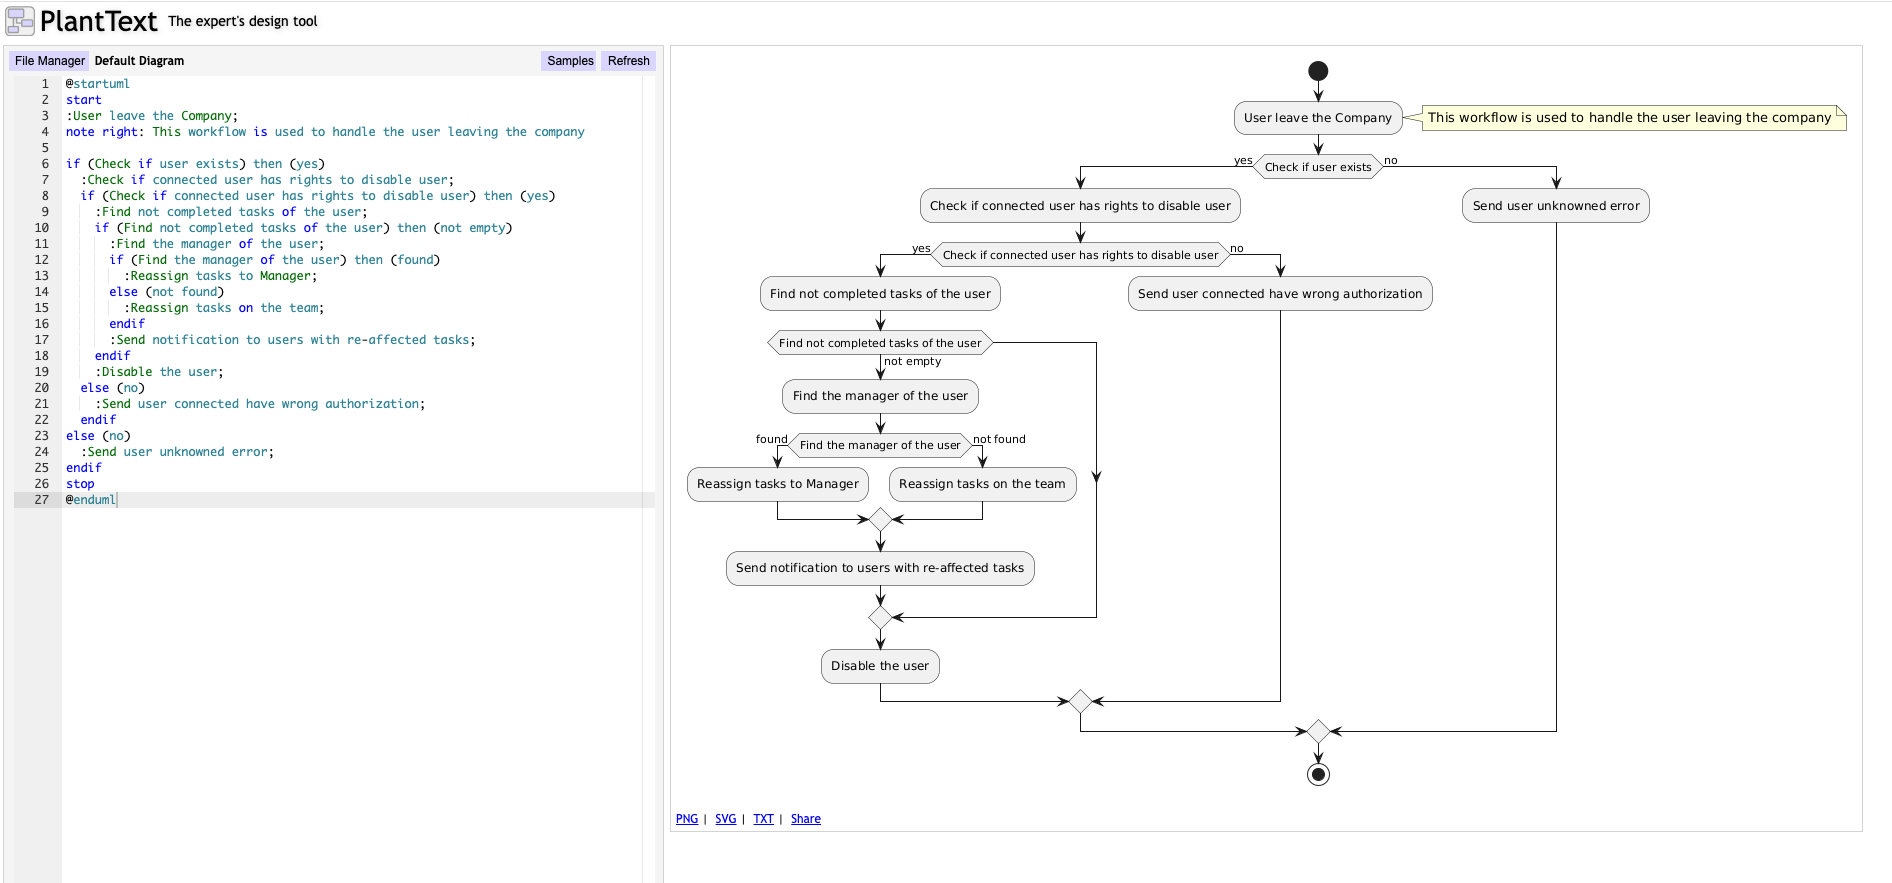 PlantText The expert's design tool
File Manager Default Diagram Samples Refresh
1 @startuml
2 start
3 :User leave the Company;
4 note right: This workflow is used to handle the user leaving the company
5
6 if (Check if user exists) then (yes)
7 :Check if connected user has rights to disable user;
8 if (Check if connected user has rights to disable user) then (yes)
9 :Find not completed tasks of the user;
10 if (Find not completed tasks of the user) then (not empty)
11 :Find the manager of the user;
12 if (Find the manager of the user) then (found)
13 :Reassign tasks to Manager;
14 else (not found)
15 :Reassign tasks on the team;
16 endif
17 :Send notification to users with re-affected tasks;
18 endif
19 :Disable the user;
20 else (no)
21 :Send user connected have wrong authorization;
22 endif
23 else (no)
24 :Send user unknowned error;
25 endif
26 stop
27 @enduml
User leave the Company
This workflow is used to handle the user leaving the company
yes Check if user exists no
Check if connected user has rights to disable user
Send user unknowned error
yes Check if connected user has rights to disable user no
Find not completed tasks of the user
Send user connected have wrong authorization
Find not completed tasks of the user
not empty
Find the manager of the user
found Find the manager of the user not found
Reassign tasks to Manager
Reassign tasks on the team
Send notification to users with re-affected tasks
Disable the user
PNG | SVG | TXT | Share